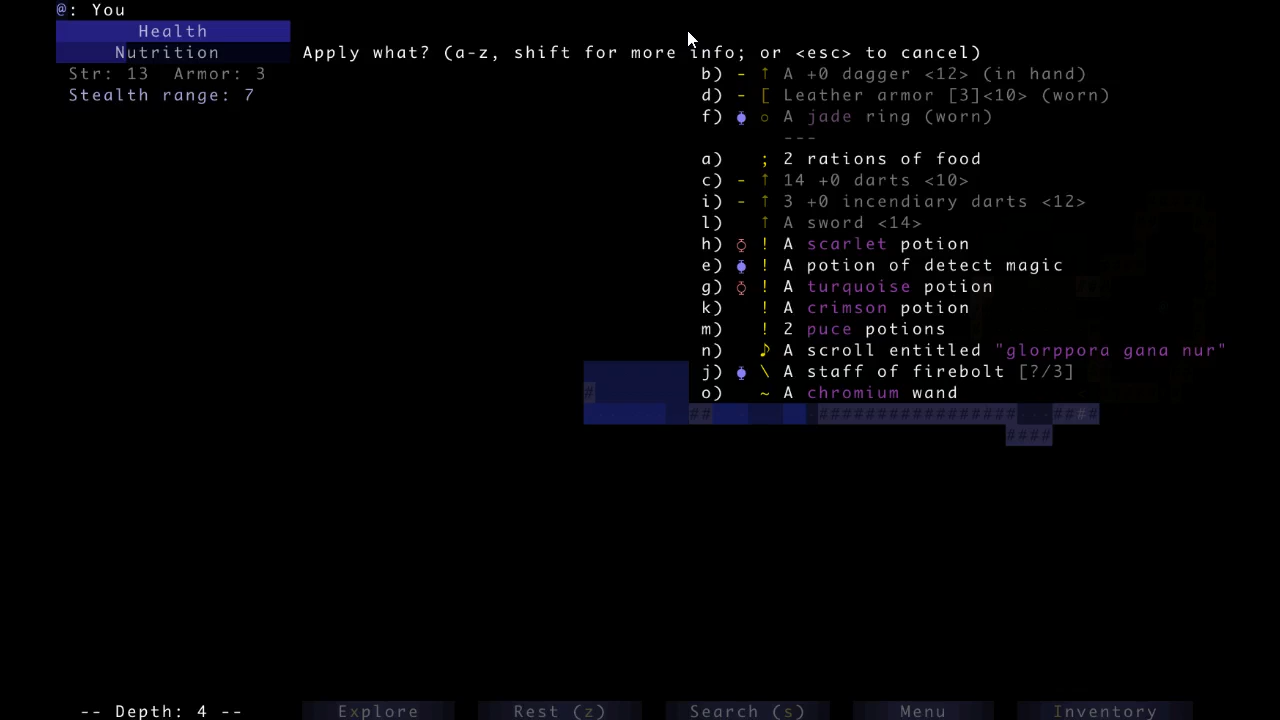 @: You
Health
Nutrition
Str: 13 Armor: 3
Stealth range: 7
Apply what? (a-z, shift for more info; or <esc> to cancel)
b) - ↑ A +0 dagger <12> (in hand)
d) - [ Leather armor [3]<10> (worn)
f) o A jade ring (worn)
---
a) ; 2 rations of food
c) - ↑ 14 +0 darts <10>
i) - ↑ 3 +0 incendiary darts <12>
l) ↑ A sword <14>
h) ! A scarlet potion
e) ! A potion of detect magic
g) ! A turquoise potion
k) ! A crimson potion
m) ! 2 puce potions
n) ♪ A scroll entitled "glorppora gana nur"
j) \ A staff of firebolt [?/3]
o) ~ A chromium wand
-- Depth: 4 --
Explore
Rest (z)
Search (s)
Menu
Inventory